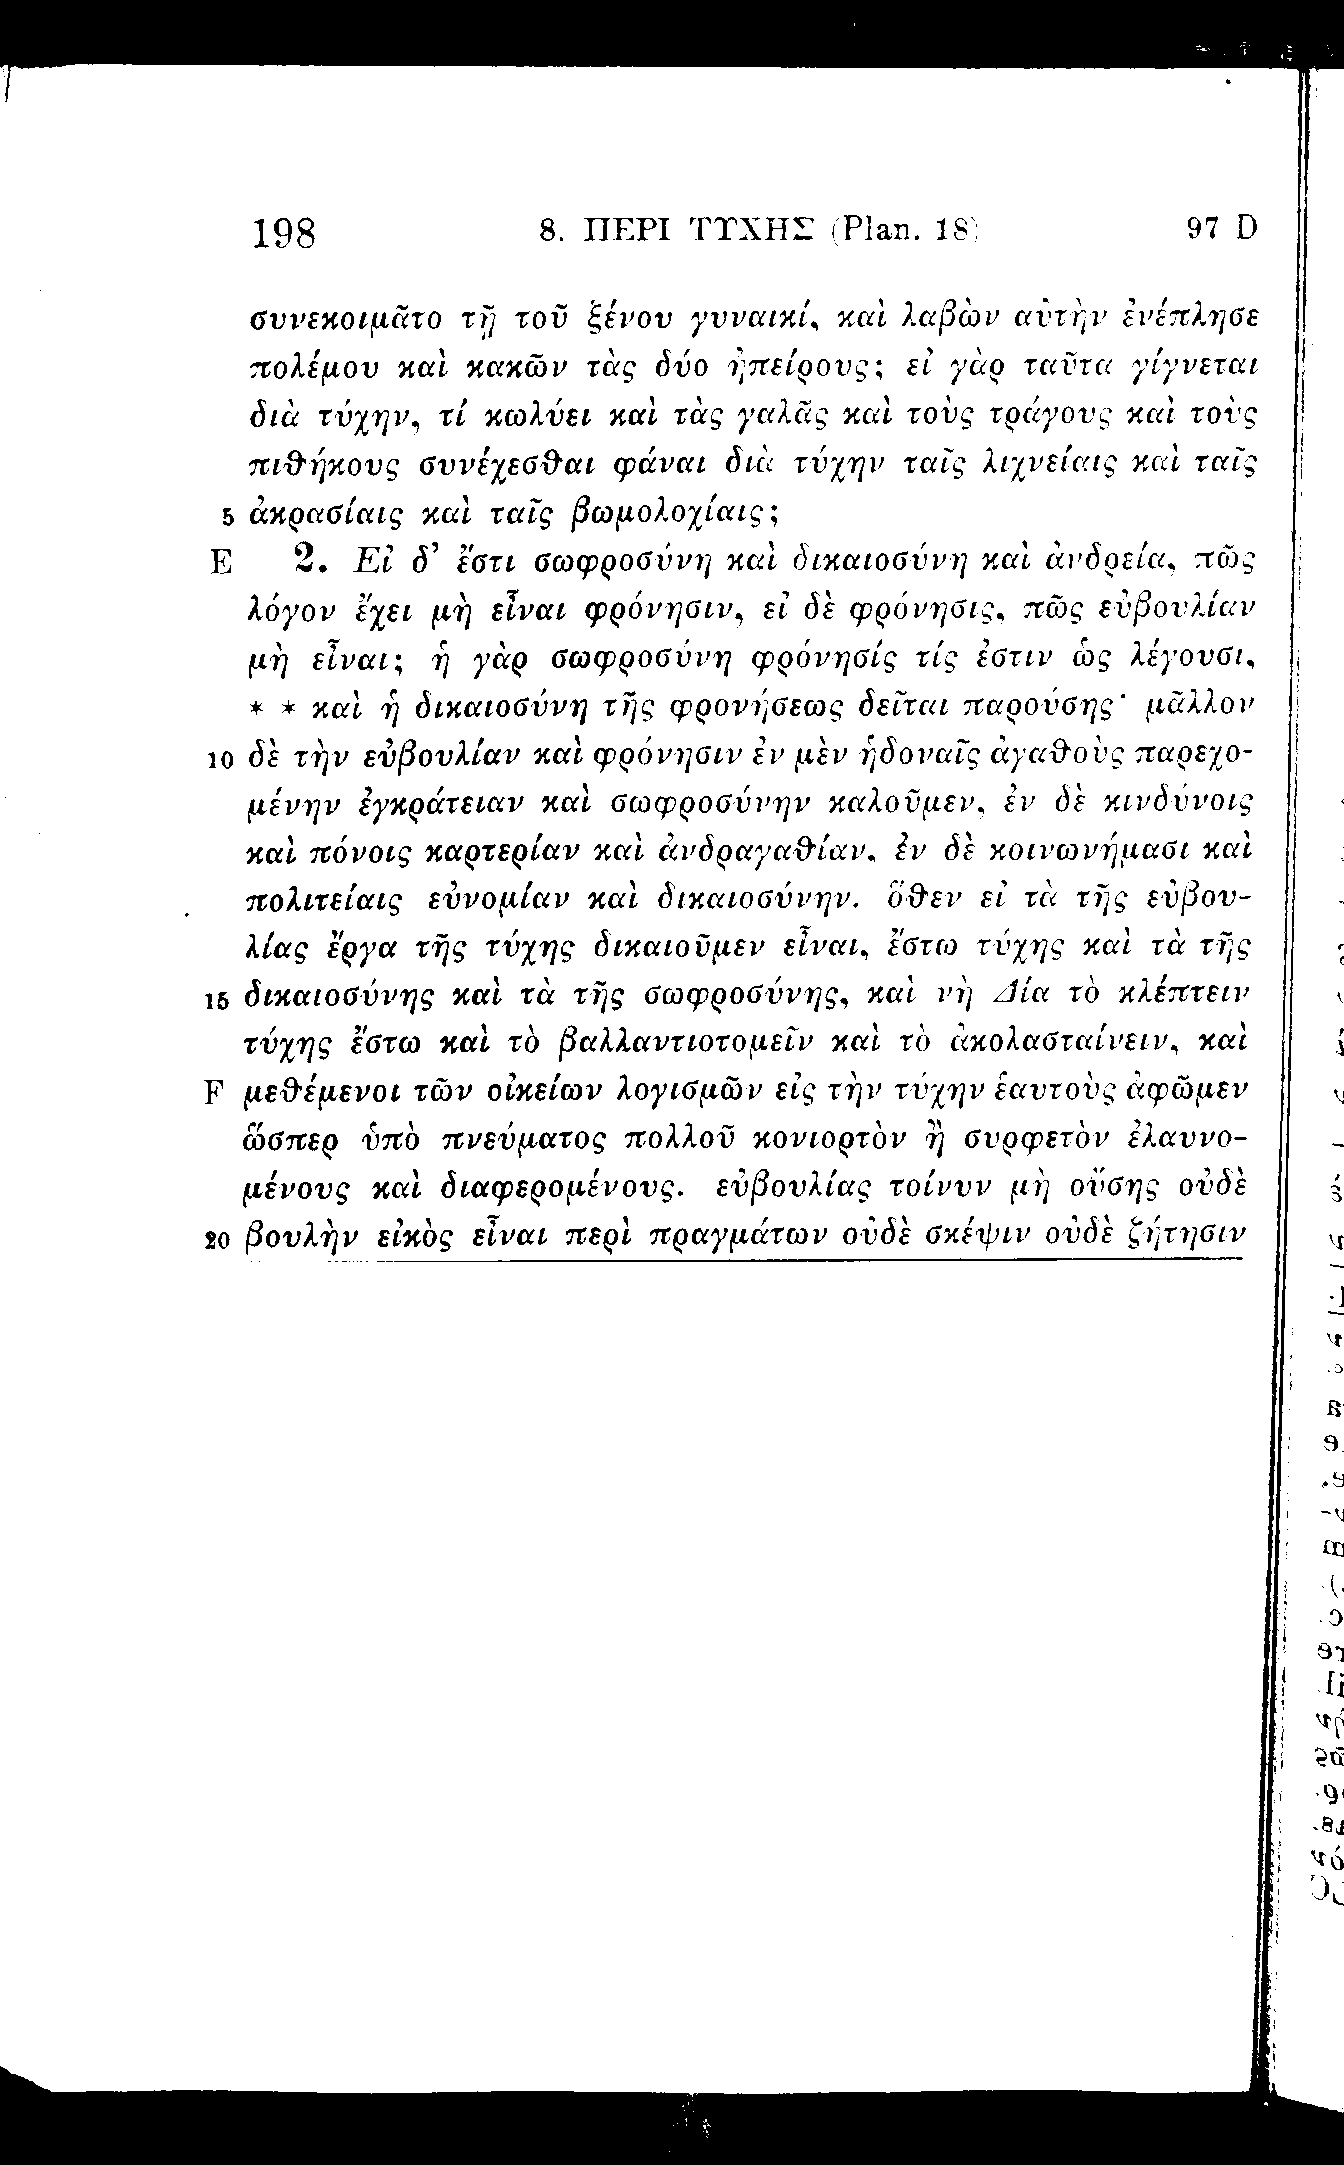 198 8. ΠΕΡΙ ΤΥΧΗΣ (Plan. 18) 97 D
συνεκοιμᾶτο τῇ τοῦ ξένου γυναικί, καὶ λαβὼν αὐτὴν ἐνέπλησε
πολέμου καὶ κακῶν τὰς δύο ἠπείρους; εἰ γὰρ ταῦτα γίγνεται
διὰ τύχην, τί κωλύει καὶ τὰς γαλᾶς καὶ τοὺς τράγους καὶ τοὺς
πιθήκους συνέχεσθαι φάναι διὰ τύχην ταῖς λιχνείαις καὶ ταῖς
5 ἀκρασίαις καὶ ταῖς βωμολοχίαις;
E 2. Εἰ δ’ ἔστι σωφροσύνη καὶ δικαιοσύνη καὶ ἀνδρεία, πῶς
λόγον ἔχει μὴ εἶναι φρόνησιν, εἰ δὲ φρόνησις, πῶς εὐβουλίαν
μὴ εἶναι; ἡ γὰρ σωφροσύνη φρόνησίς τίς ἐστιν ὡς λέγουσι,
* * καὶ ἡ δικαιοσύνη τῆς φρονήσεως δεῖται παρούσης· μᾶλλον
10 δὲ τὴν εὐβουλίαν καὶ φρόνησιν ἐν μὲν ἡδοναῖς ἀγαθοὺς παρεχο-
μένην ἐγκράτειαν καὶ σωφροσύνην καλοῦμεν, ἐν δὲ κινδύνοις
καὶ πόνοις καρτερίαν καὶ ἀνδραγαθίαν, ἐν δὲ κοινωνήμασι καὶ
πολιτείαις εὐνομίαν καὶ δικαιοσύνην. ὅθεν εἰ τὰ τῆς εὐβου-
λίας ἔργα τῆς τύχης δικαιοῦμεν εἶναι, ἔστω τύχης καὶ τὰ τῆς
15 δικαιοσύνης καὶ τὰ τῆς σωφροσύνης, καὶ νὴ Δία τὸ κλέπτειν
τύχης ἔστω καὶ τὸ βαλλαντιοτομεῖν καὶ τὸ ἀκολασταίνειν, καὶ
F μεθέμενοι τῶν οἰκείων λογισμῶν εἰς τὴν τύχην ἑαυτοὺς ἀφῶμεν
ὥσπερ ὑπὸ πνεύματος πολλοῦ κονιορτὸν ἢ συρφετὸν ἐλαυνο-
μένους καὶ διαφερομένους. εὐβουλίας τοίνυν μὴ οὔσης οὐδὲ
20 βουλὴν εἰκὸς εἶναι περὶ πραγμάτων οὐδὲ σκέψιν οὐδὲ ζήτησιν